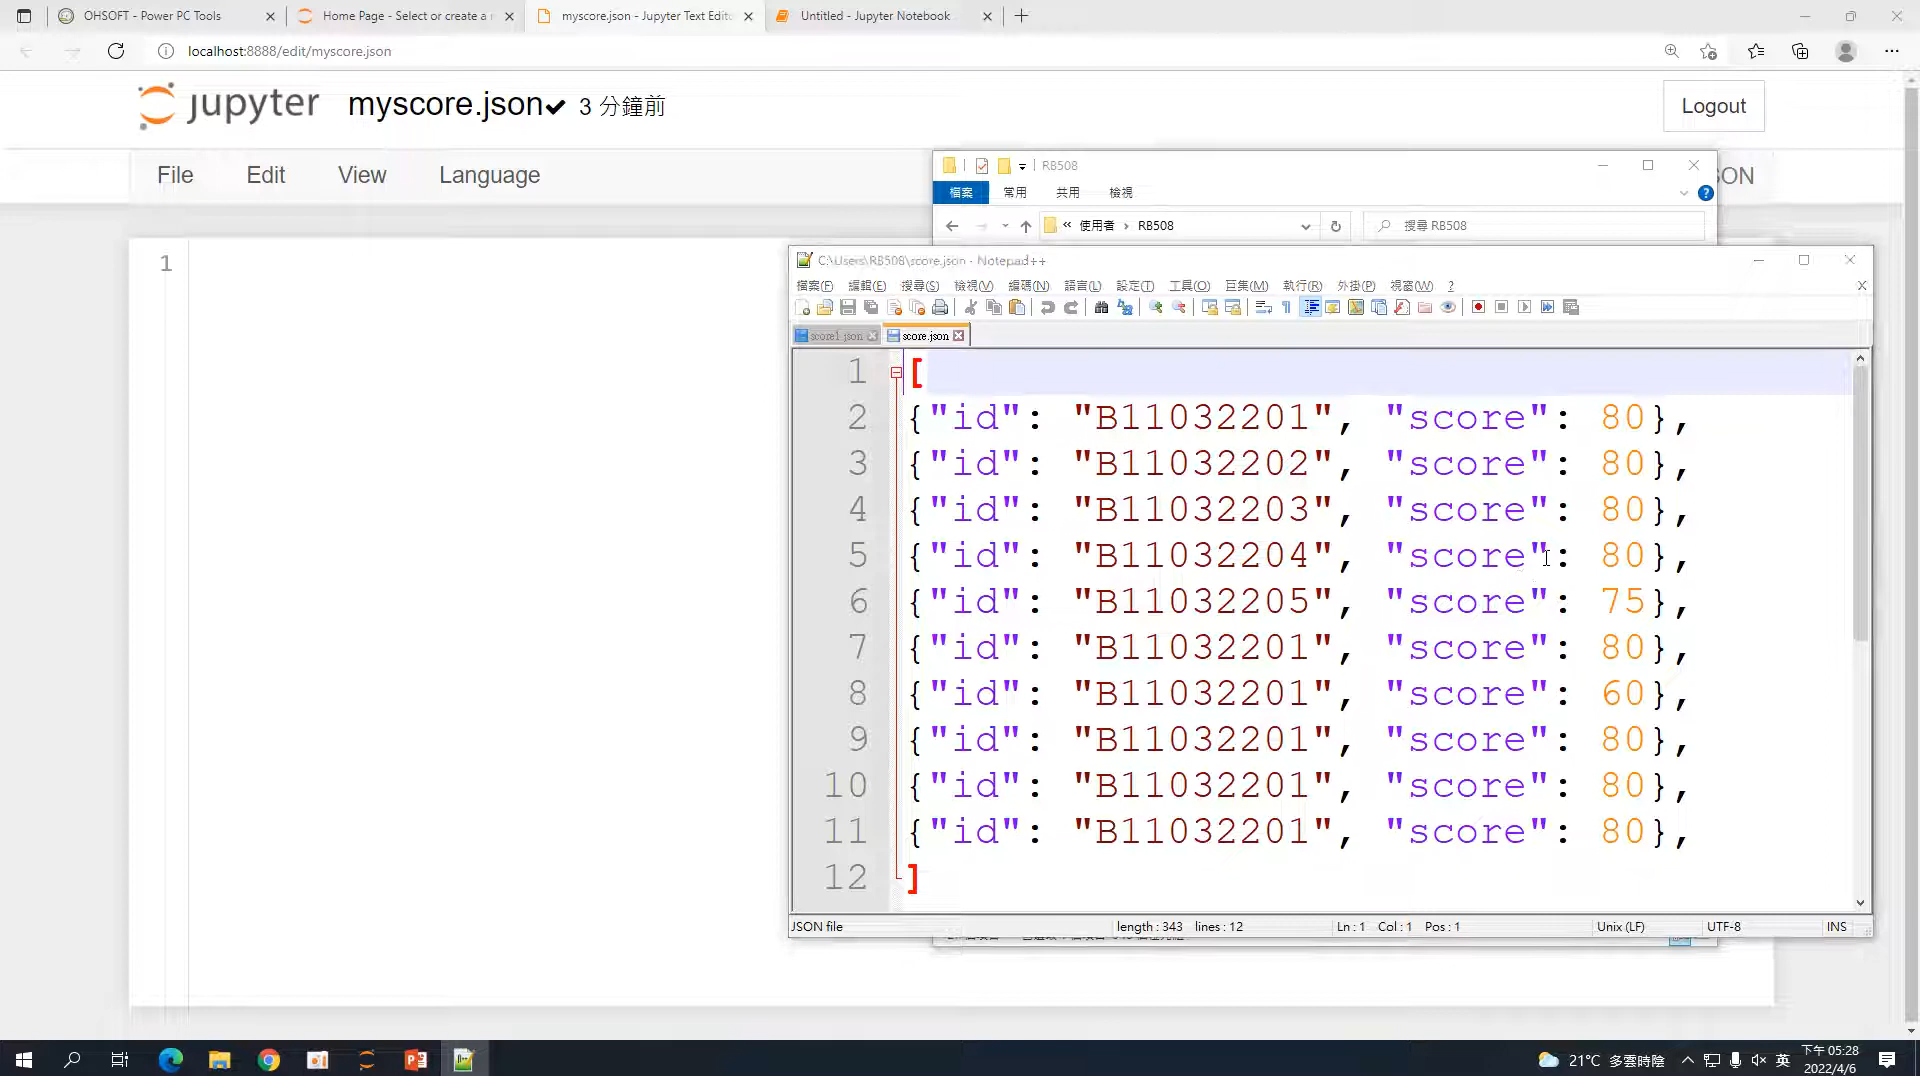 OHSOFT - Power PC Tools
Home Page - Select or create a n
myscore.json - Jupyter Text Edito
Untitled - Jupyter Notebook
localhost:8888/edit/myscore.json
jupyter myscore.json 3 分鐘前
Logout
File Edit View Language
SON
RB508
檔案 常用 共用 檢視
« 使用者 › RB508
搜尋 RB508
C:\Users\RB508\score.json - Notepad++
檔案(F) 編輯(E) 搜尋(S) 檢視(V) 編碼(N) 語言(L) 設定(T) 工具(O) 巨集(M) 執行(R) 外掛(P) 視窗(W) ?
score1.json score.json
1
1 [
2 {"id": "B11032201", "score": 80},
3 {"id": "B11032202", "score": 80},
4 {"id": "B11032203", "score": 80},
5 {"id": "B11032204", "score": 80},
6 {"id": "B11032205", "score": 75},
7 {"id": "B11032201", "score": 80},
8 {"id": "B11032201", "score": 60},
9 {"id": "B11032201", "score": 80},
10 {"id": "B11032201", "score": 80},
11 {"id": "B11032201", "score": 80},
12 ]
JSON file length : 343 lines : 12 Ln : 1 Col : 1 Pos : 1 Unix (LF) UTF-8 INS
21°C 多雲時陰 英
下午 05:28
2022/4/6